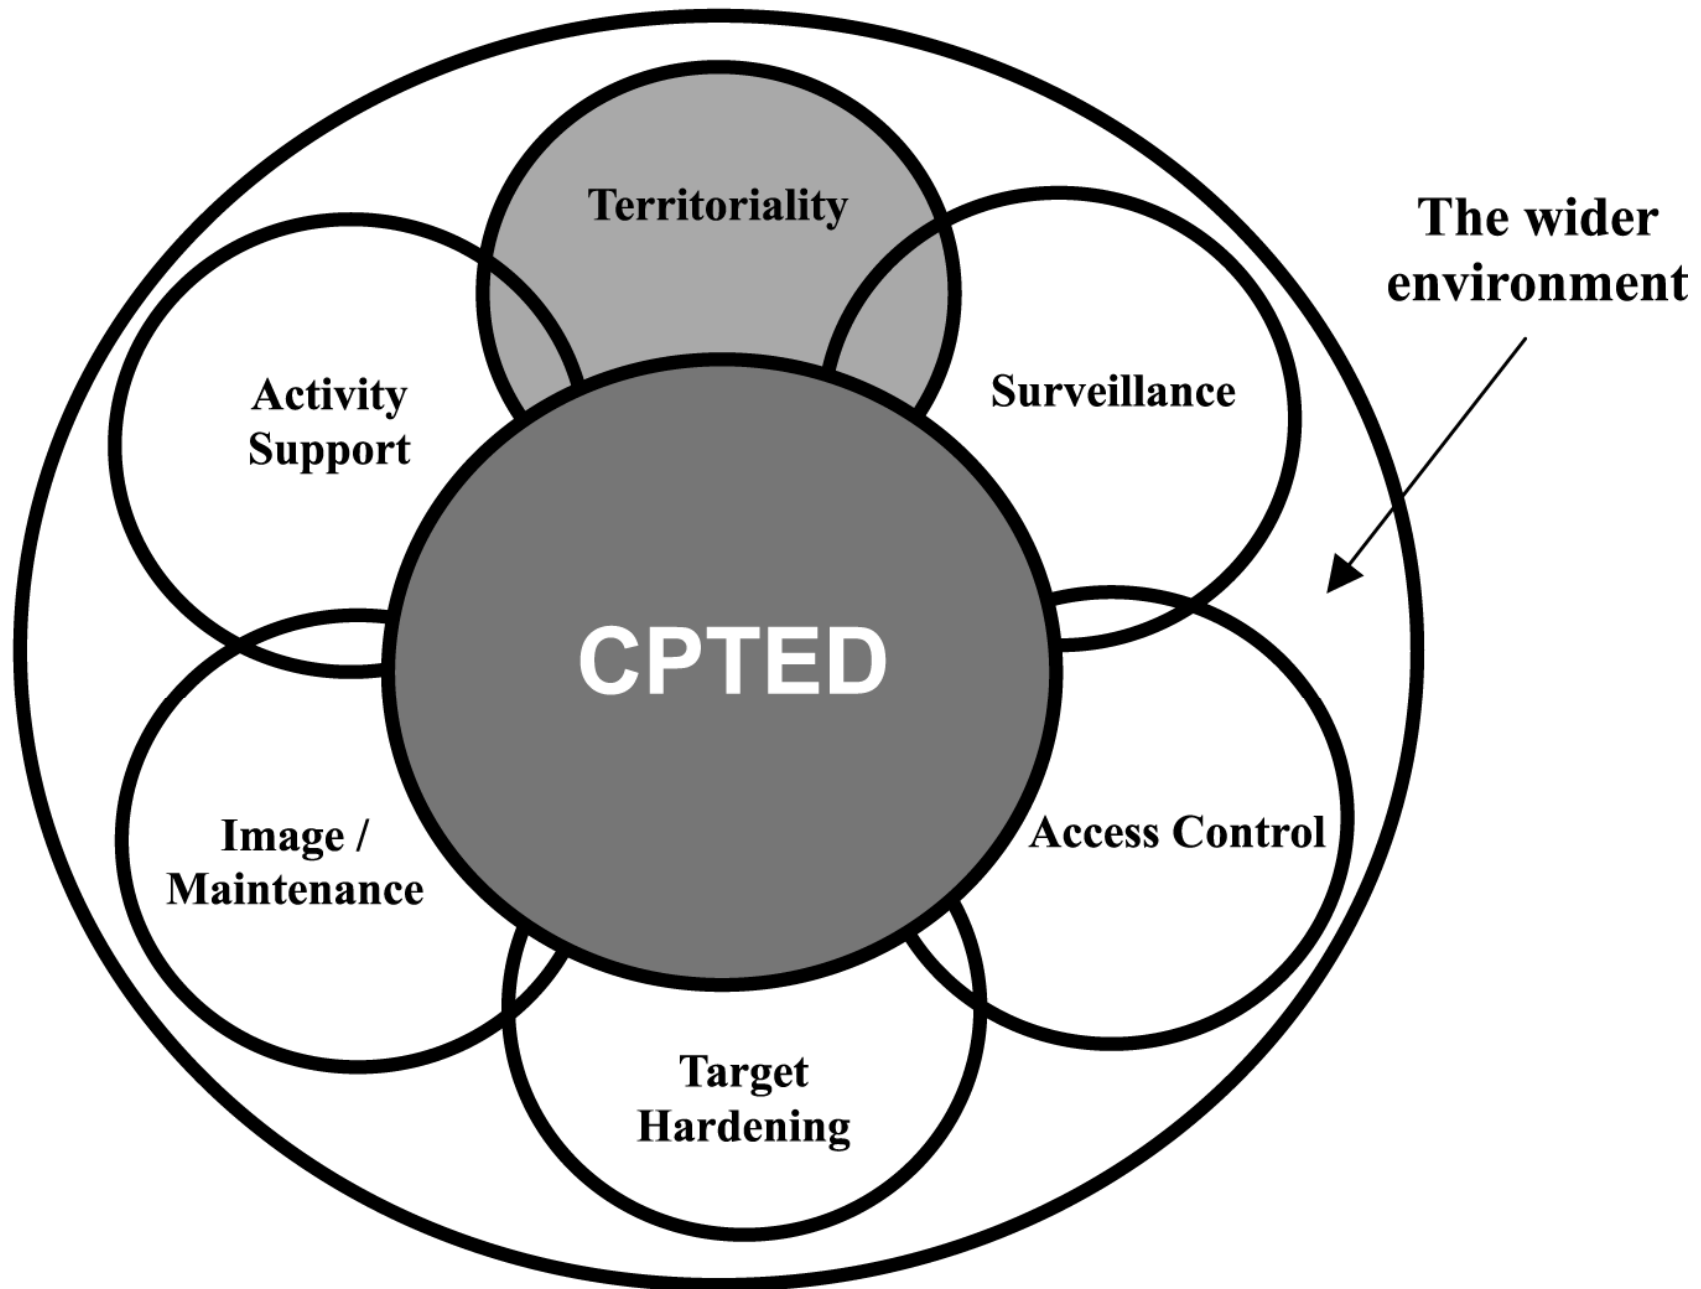 Territoriality
The wider
environment
Surveillance
Activity
Support
CPTED
Access Control
Image /
Maintenance
Target
Hardening